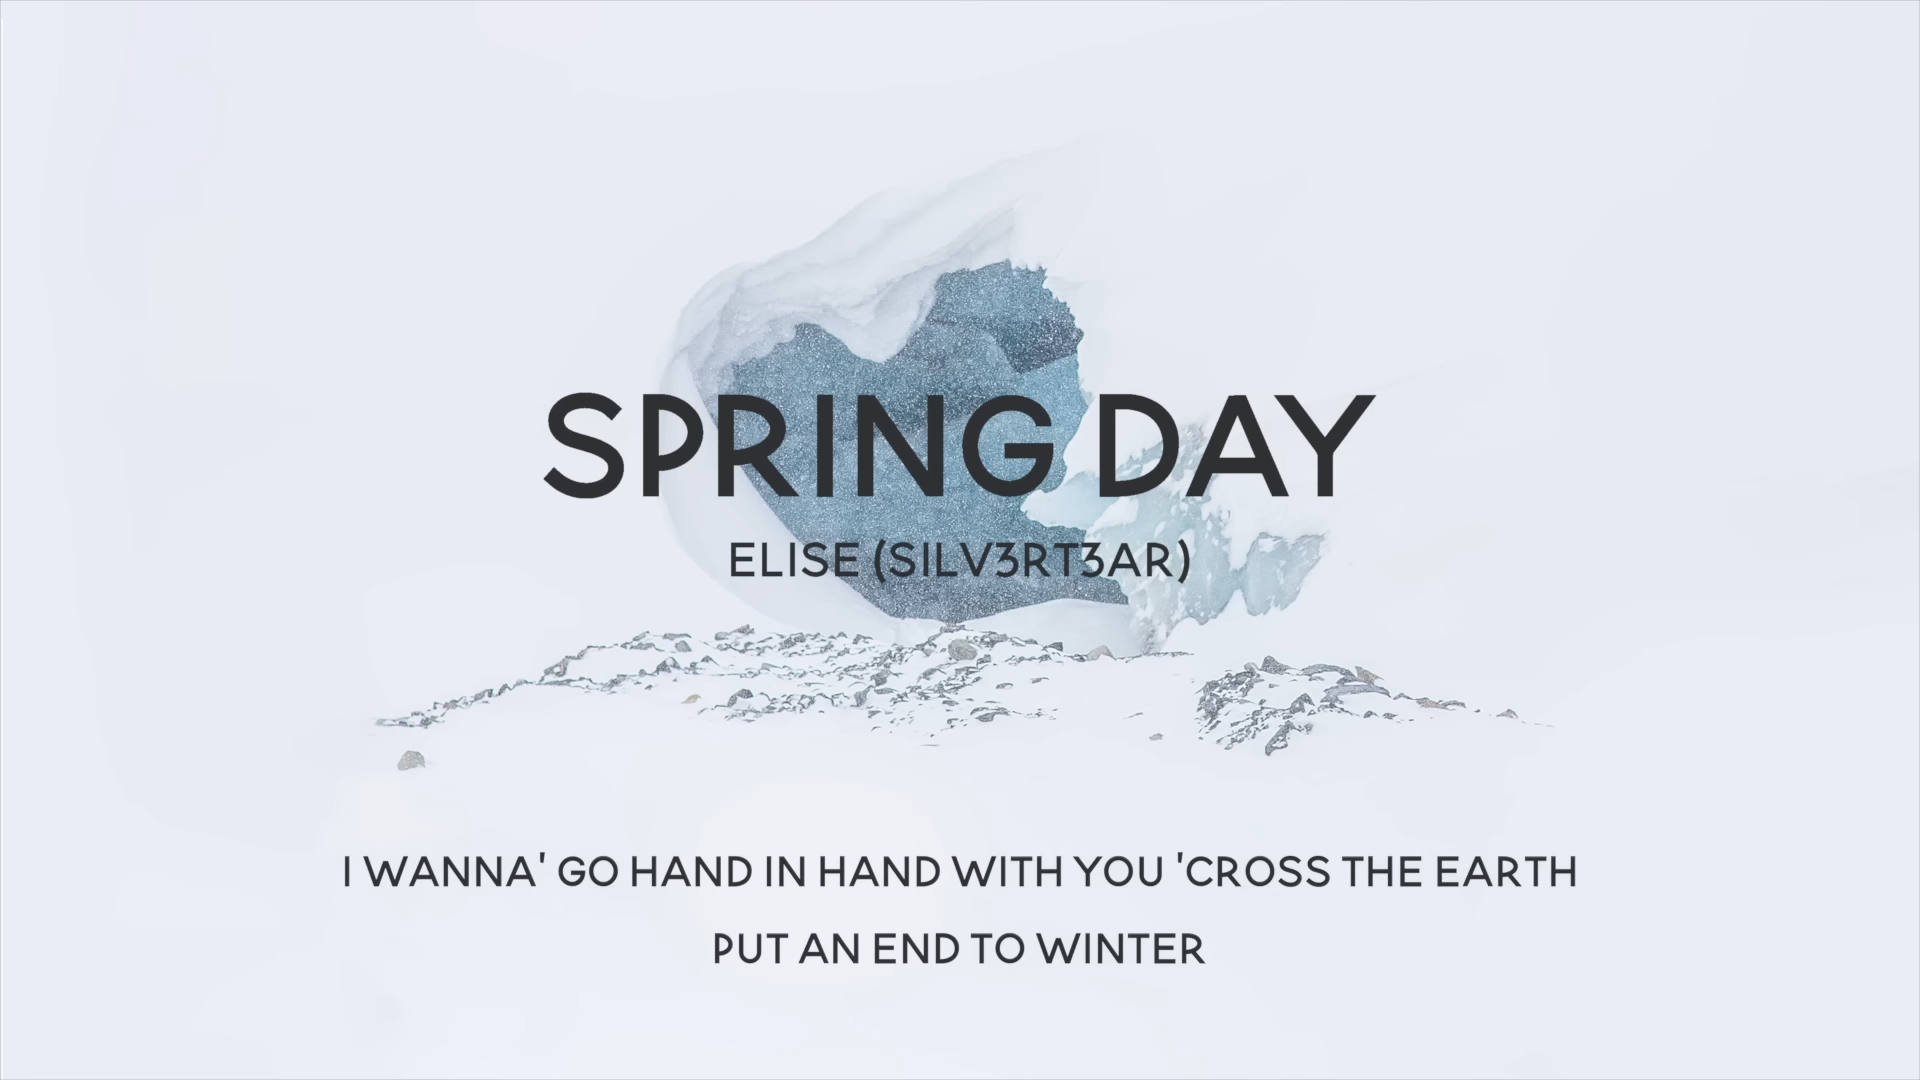 SPRING DAY
ELISE (SILV3RT3AR)
I WANNA' GO HAND IN HAND WITH YOU 'CROSS THE EARTH
PUT AN END TO WINTER